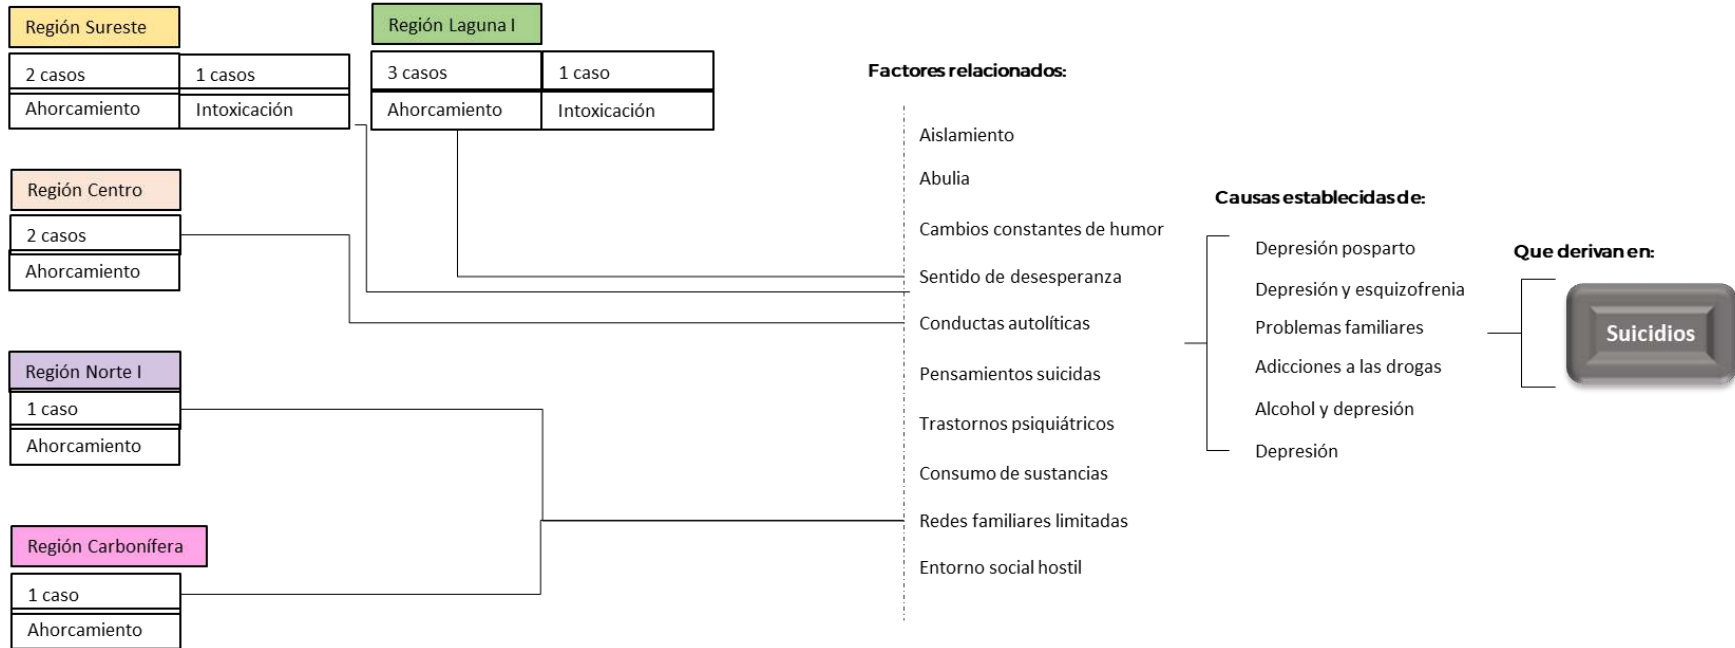 Región Sureste
2 casos
1 casos
Ahorcamiento
Intoxicación
Región Laguna I
3 casos
1 caso
Ahorcamiento
Intoxicación
Región Centro
2 casos
Ahorcamiento
Región Norte I
1 caso
Ahorcamiento
Región Carbonífera
1 caso
Ahorcamiento
Factores relacionados:
Aislamiento
Abulia
Cambios constantes de humor
Sentido de desesperanza
Conductas autolíticas
Pensamientos suicidas
Trastornos psiquiátricos
Consumo de sustancias
Redes familiares limitadas
Entorno social hostil
Causas establecidas de:
Depresión posparto
Depresión y esquizofrenia
Problemas familiares
Adicciones a las drogas
Alcohol y depresión
Depresión
Que derivan en:
Suicidios